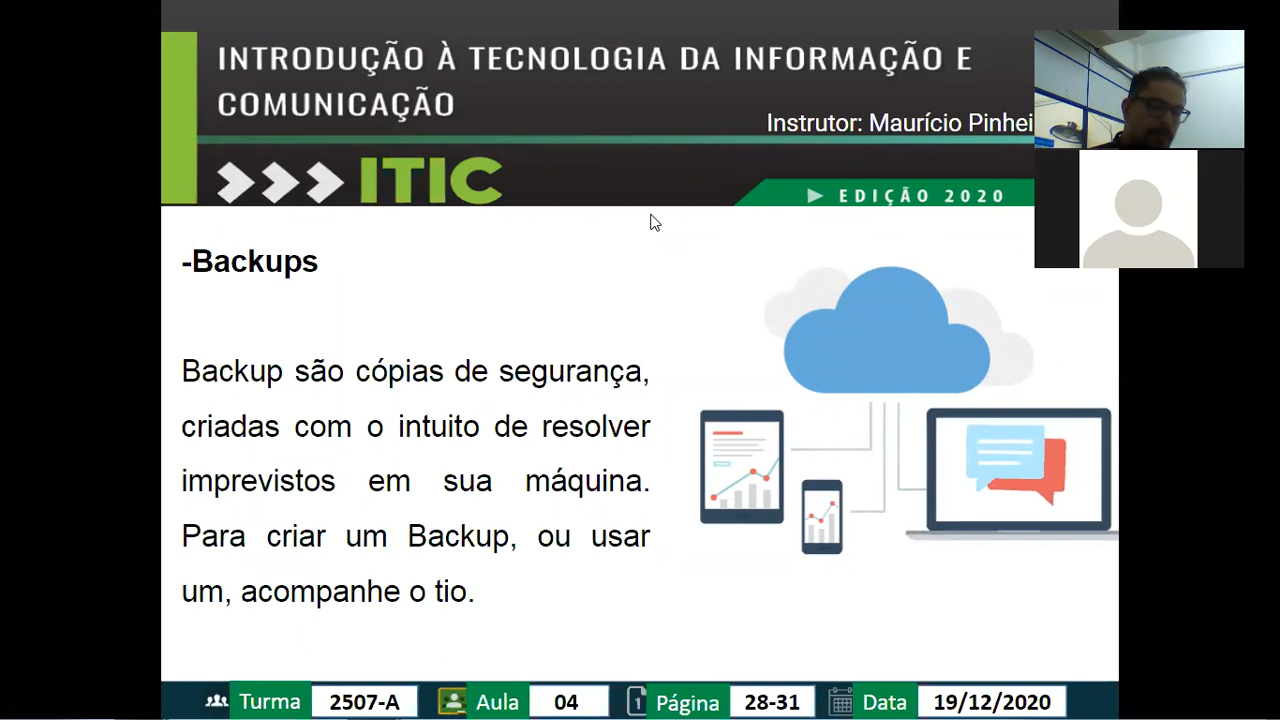 INTRODUÇÃO À TECNOLOGIA DA INFORMAÇÃO E
COMUNICAÇÃO
Instrutor: Maurício Pinhei
ITIC
EDIÇÃO 2020
-Backups
Backup são cópias de segurança,
criadas com o intuito de resolver
imprevistos em sua máquina.
Para criar um Backup, ou usar
um, acompanhe o tio.
Turma 2507-A Aula 04 1 Página 28-31 Data 19/12/2020